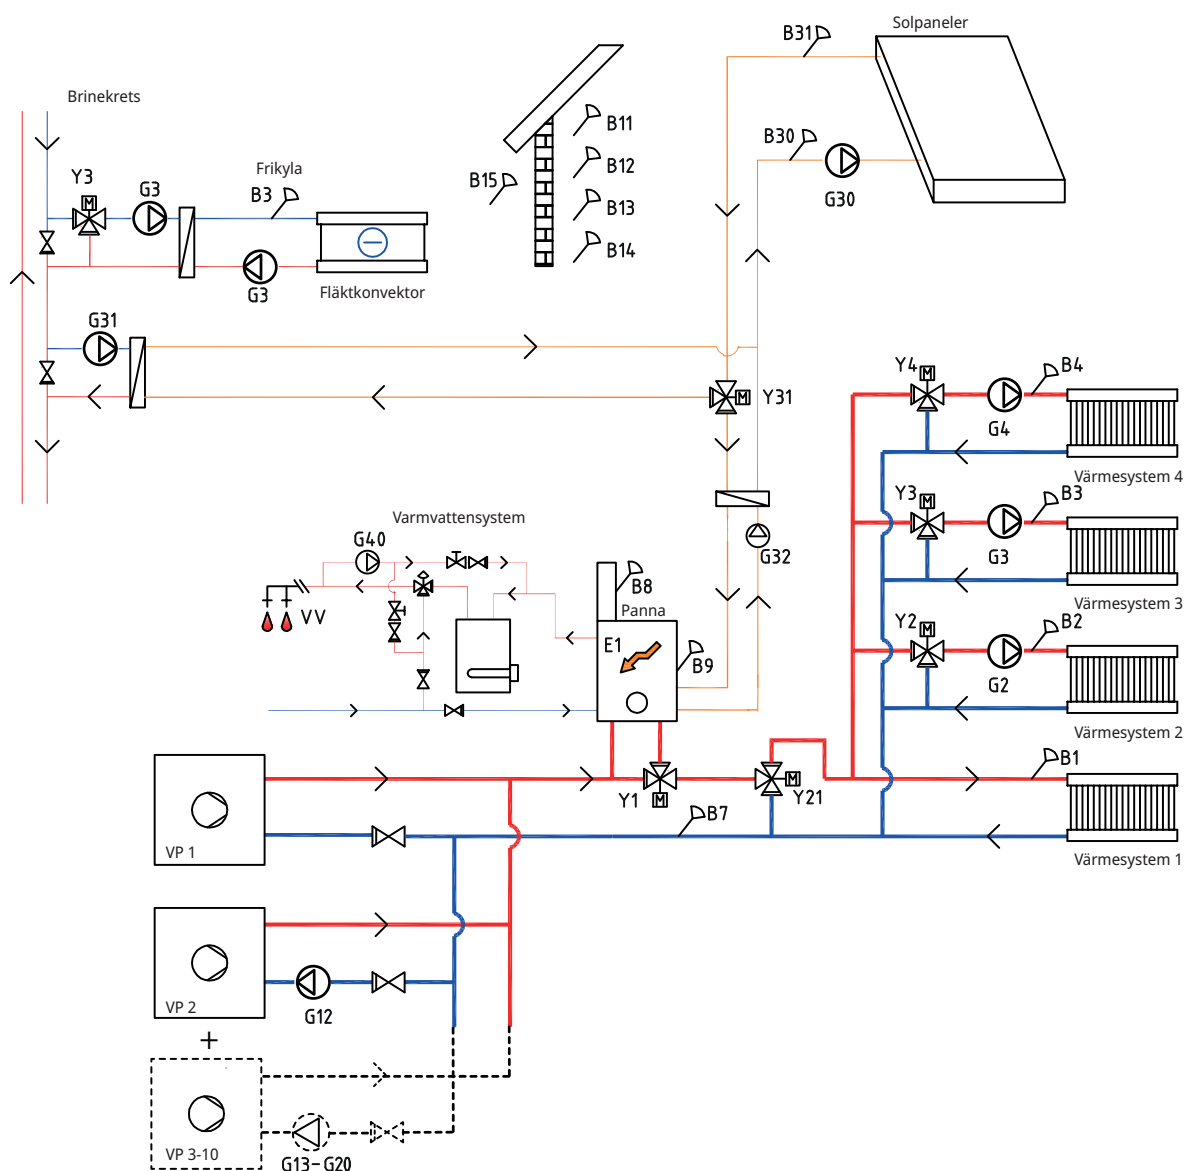 Solpaneler
B31
Brinekrets
B11
B30
Frikyla
B12
Y3
G3
B3
B15
G30
B13
B14
M
G3
Fläktkonvektor
G31
Y4
B4
M
Y31
M
G4
Värmesystem 4
Y3
B3
M
Varmvattensystem
G40
G32
G3
B8
Panna
Värmesystem 3
VV
Y2
B2
M
E1
B9
G2
Värmesystem 2
B1
Y1
M
M
Y21
B7
VP 1
Värmesystem 1
VP 2
G12
+
VP 3-10
G13-G20